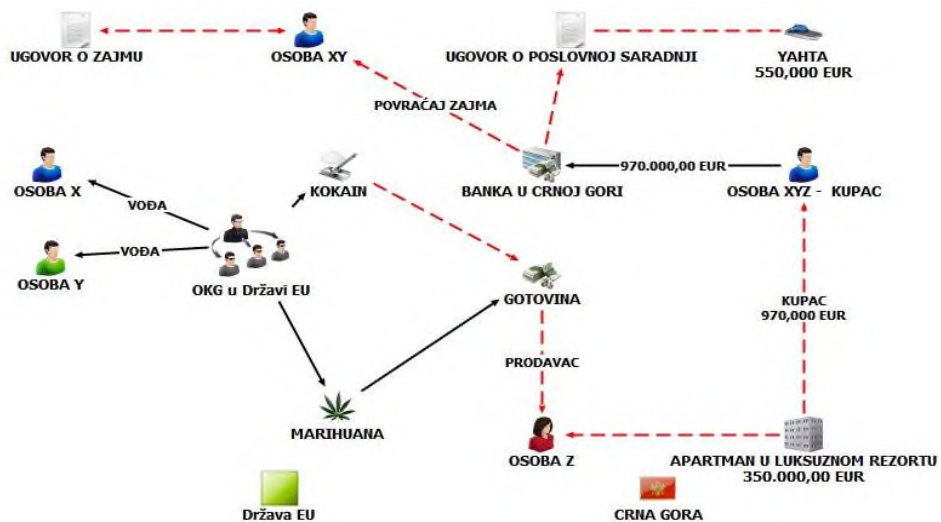 UGOVOR O ZAJMU
OSOBA XY
UGOVOR O POSLOVNOJ SARADNJI
YAHTA
550,000 EUR
POVRAĆAJ ZAJMA
OSOBA X
KOKAIN
BANKA U CRNOJ GORI
970.000,00 EUR
OSOBA XYZ - KUPAC
VOĐA
VOĐA
OSOBA Y
OKG u Državi EU
GOTOVINA
KUPAC
970,000 EUR
PRODAVAC
MARIHUANA
OSOBA Z
APARTMAN U LUKSUZNOM REZORTU
350.000,00 EUR
Država EU
CRNA GORA